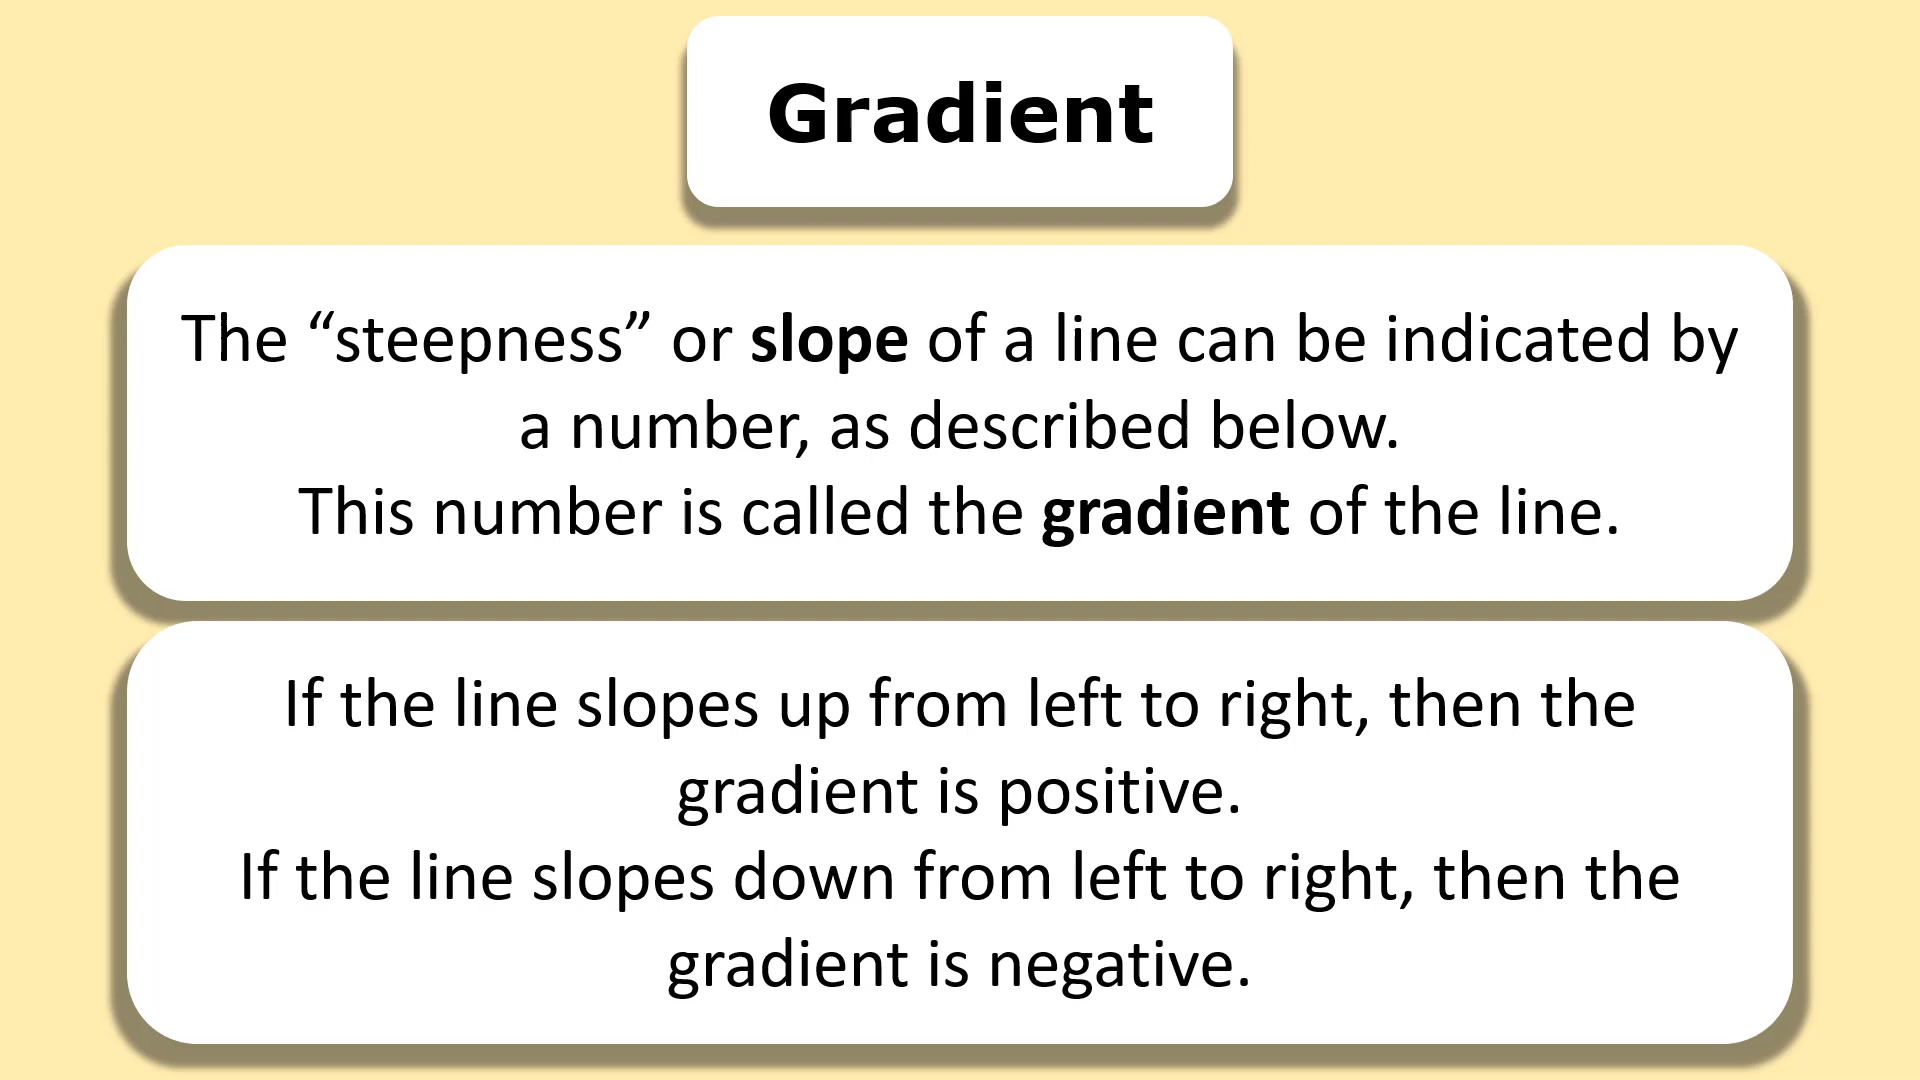 Gradient
The “steepness” or slope of a line can be indicated by
a number, as described below.
This number is called the gradient of the line.
If the line slopes up from left to right, then the
gradient is positive.
If the line slopes down from left to right, then the
gradient is negative.